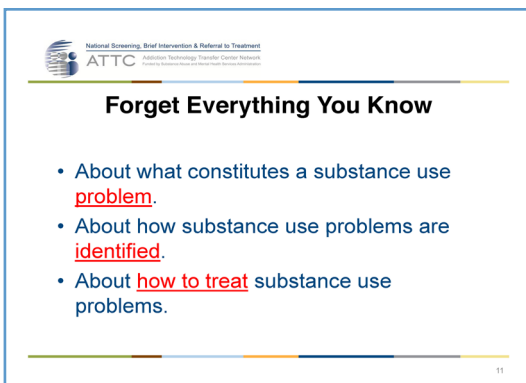 National Screening, Brief Intervention & Referral to Treatment
ATTC Addiction Technology Transfer Center Network
Funded by Substance Abuse and Mental Health Services Administration
Forget Everything You Know
• About what constitutes a substance use
problem.
• About how substance use problems are
identified.
• About how to treat substance use
problems.
11